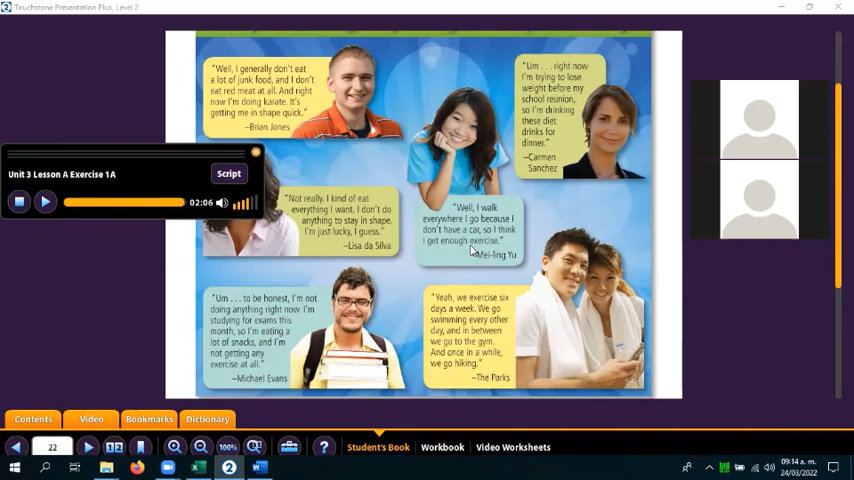 Touchstone Presentation Plus, Level 2
"Well, I generally don't eat
a lot of junk food, and I don't
eat red meat at all. And right
now I'm doing karate. It's
getting me in shape quick."
—Brian Jones
"Um . . . right now
I'm trying to lose
weight before my
school reunion,
so I'm drinking
these diet
drinks for
dinner."
—Carmen
Sanchez
Unit 3 Lesson A Exercise 1A
Script
02:06
"Not really. I kind of eat
everything I want. I don't do
anything to stay in shape.
I'm just lucky, I guess."
—Lisa da Silva
"Well, I walk
everywhere I go because I
don't have a car, so I think
I get enough exercise."
—Mei-ling Yu
"Um . . . to be honest, I'm not
doing anything right now. I'm
studying for exams this
month, so I'm eating a
lot of snacks, and I'm
not getting any
exercise at all."
—Michael Evans
"Yeah, we exercise six
days a week. We go
swimming every other
day, and in between
we go to the gym.
And once in a while,
we go hiking."
—The Parks
Contents
Video
Bookmarks
Dictionary
22
100%
?
Student's Book
Workbook
Video Worksheets
09:14 a. m.
24/03/2022